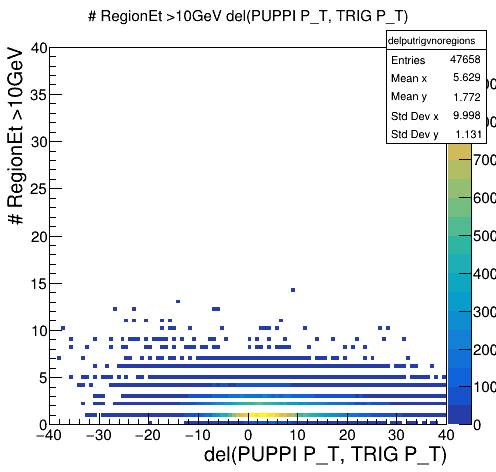 # RegionEt >10GeV del(PUPPI P_T, TRIG P_T)
delputrigvnoregions
Entries 47658
Mean x 5.629
Mean y 1.772
Std Dev x 9.998
Std Dev y 1.131
# RegionEt >10GeV
40
35
30
25
20
15
10
5
0
−40 −30 −20 −10 0 10 20 30 40
del(PUPPI P_T, TRIG P_T)
700
600
500
400
300
200
100
0